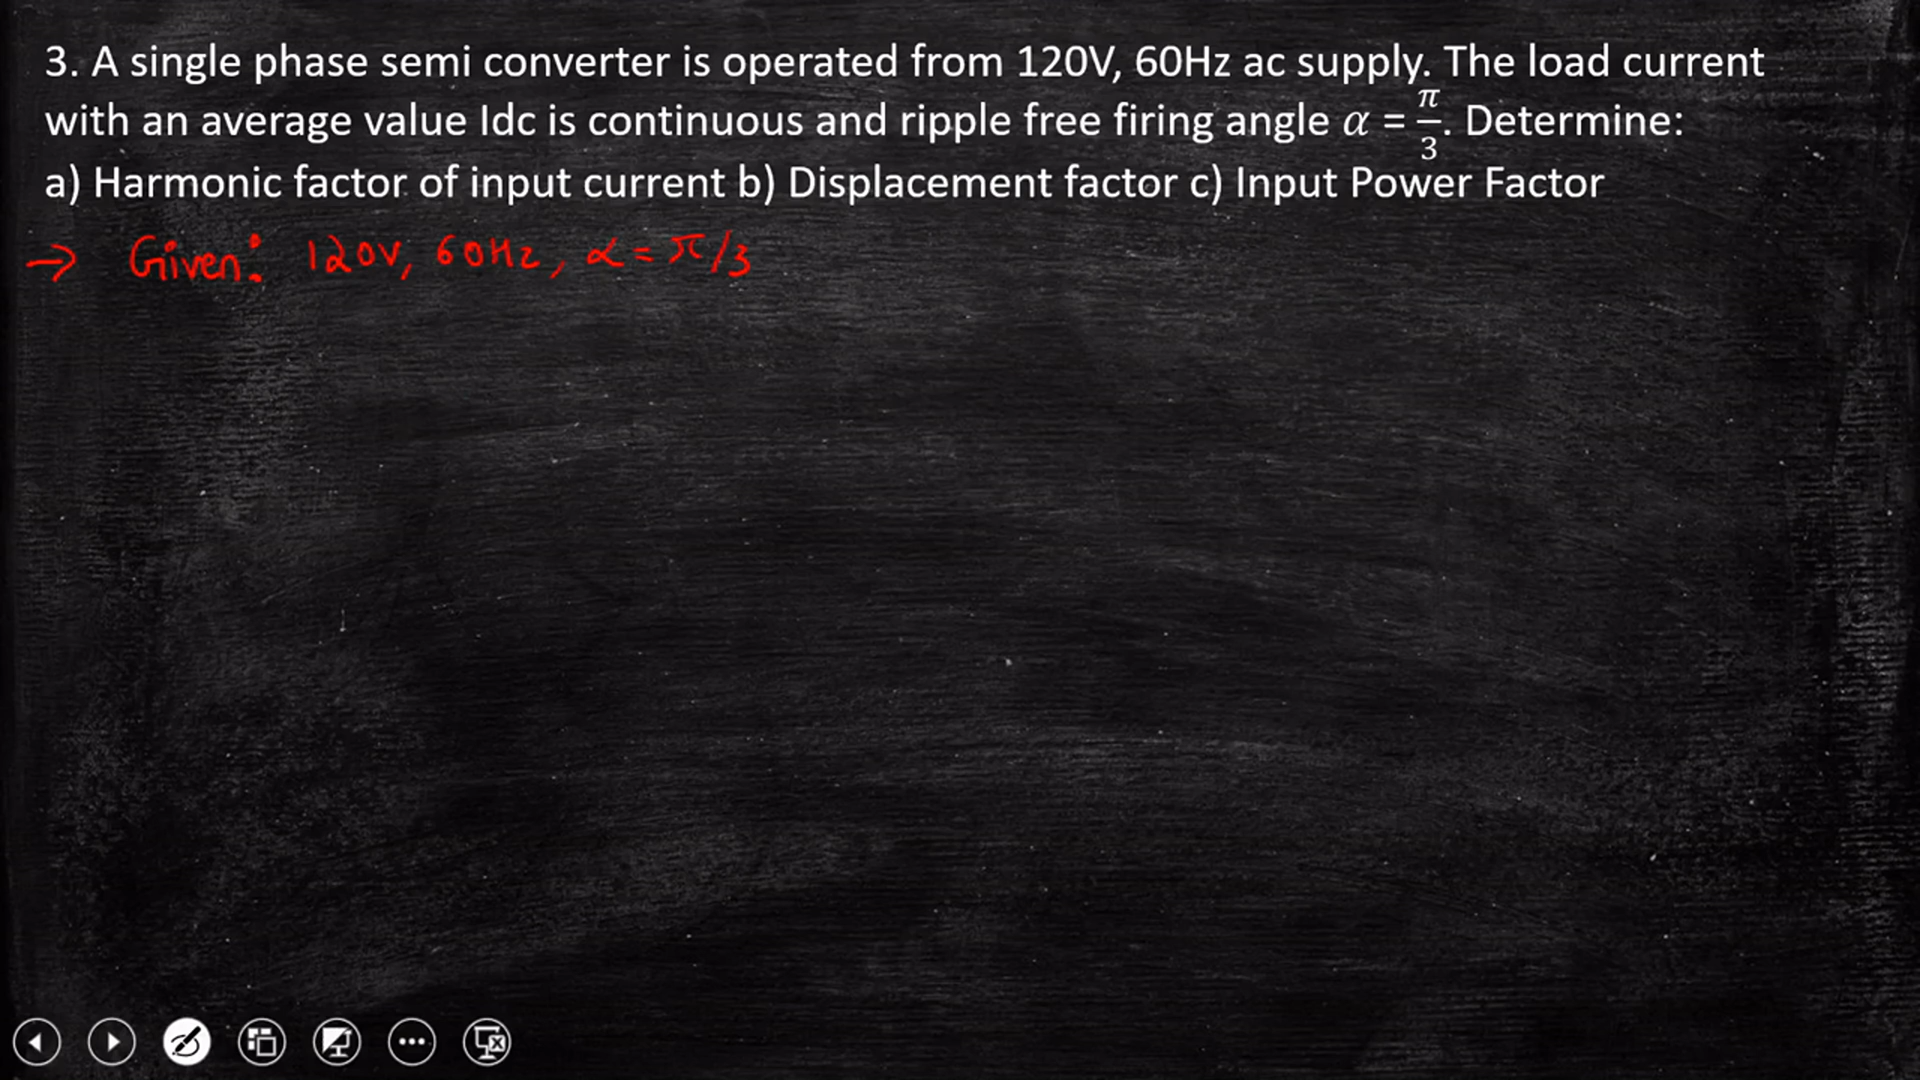 3. A single phase semi converter is operated from 120V, 60Hz ac supply. The load current
with an average value Idc is continuous and ripple free firing angle α = π/3. Determine:
a) Harmonic factor of input current b) Displacement factor c) Input Power Factor
→ Given: 120V, 60Hz, α = π/3